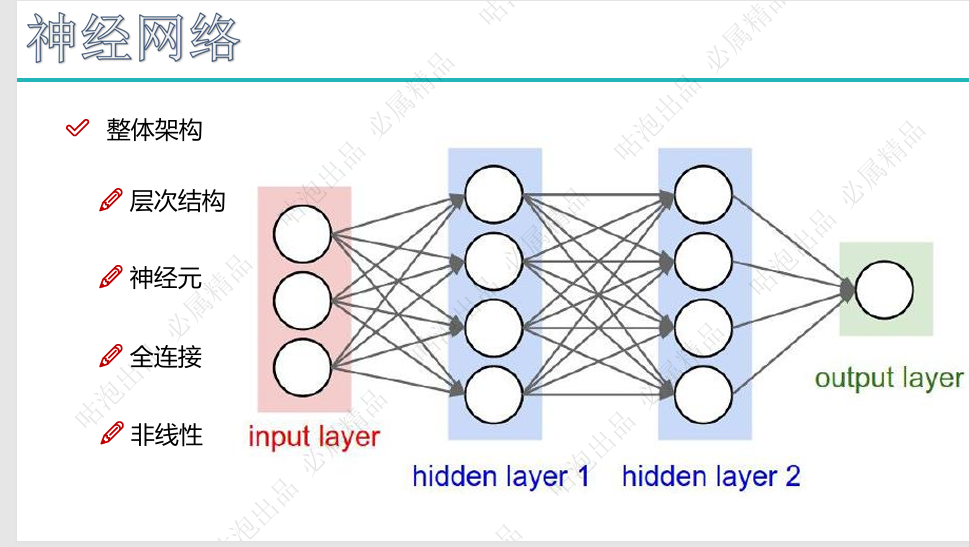 神经网络
整体架构
层次结构
神经元
全连接
非线性
input layer
hidden layer 1
hidden layer 2
output layer
咕泡出品 必属精品